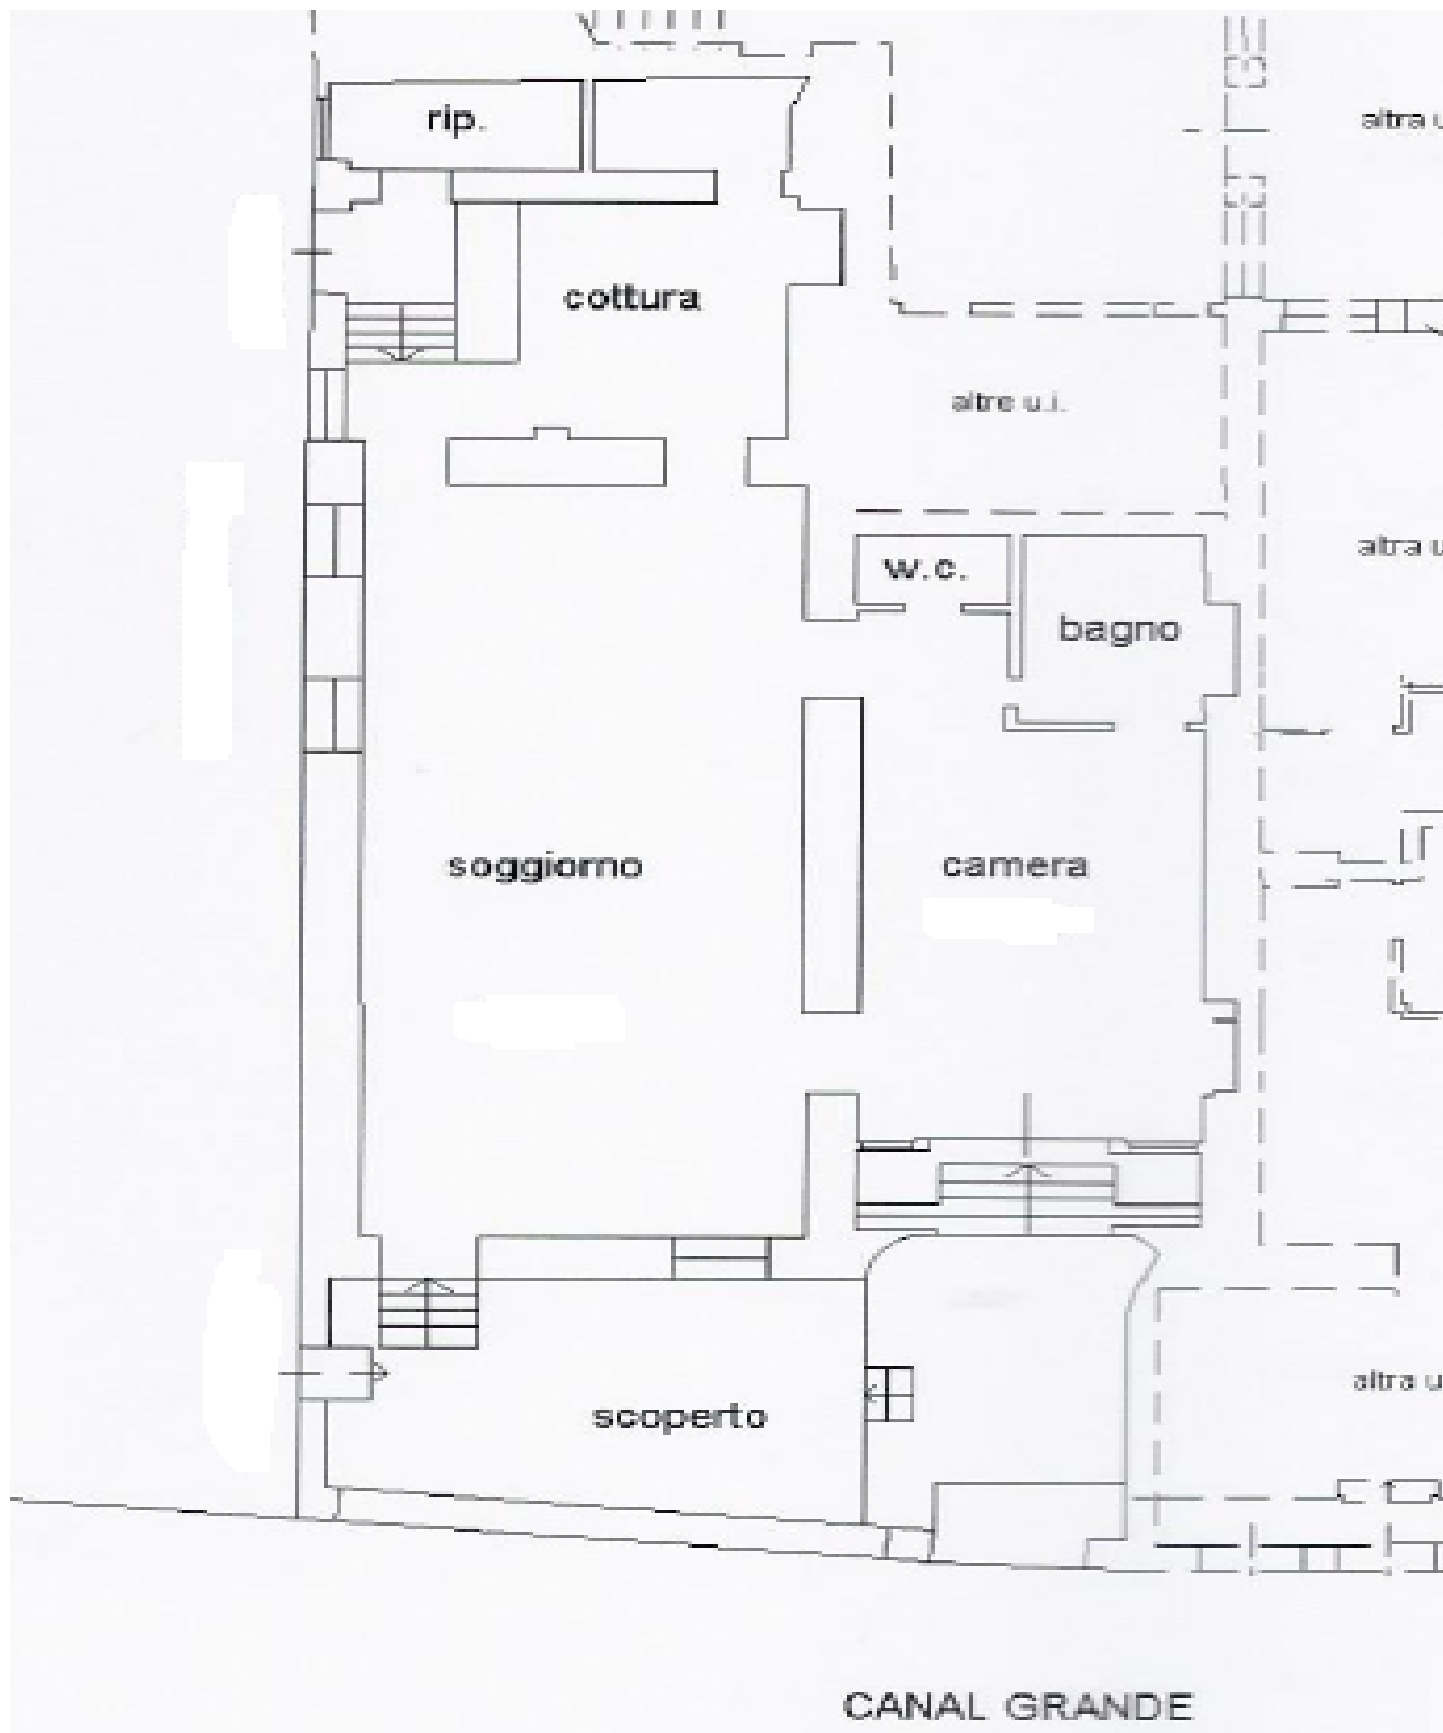 rip.
altra u
cottura
altre u.i.
altra u
w.c.
bagno
soggiorno
camera
altra u
scoperto
CANAL GRANDE